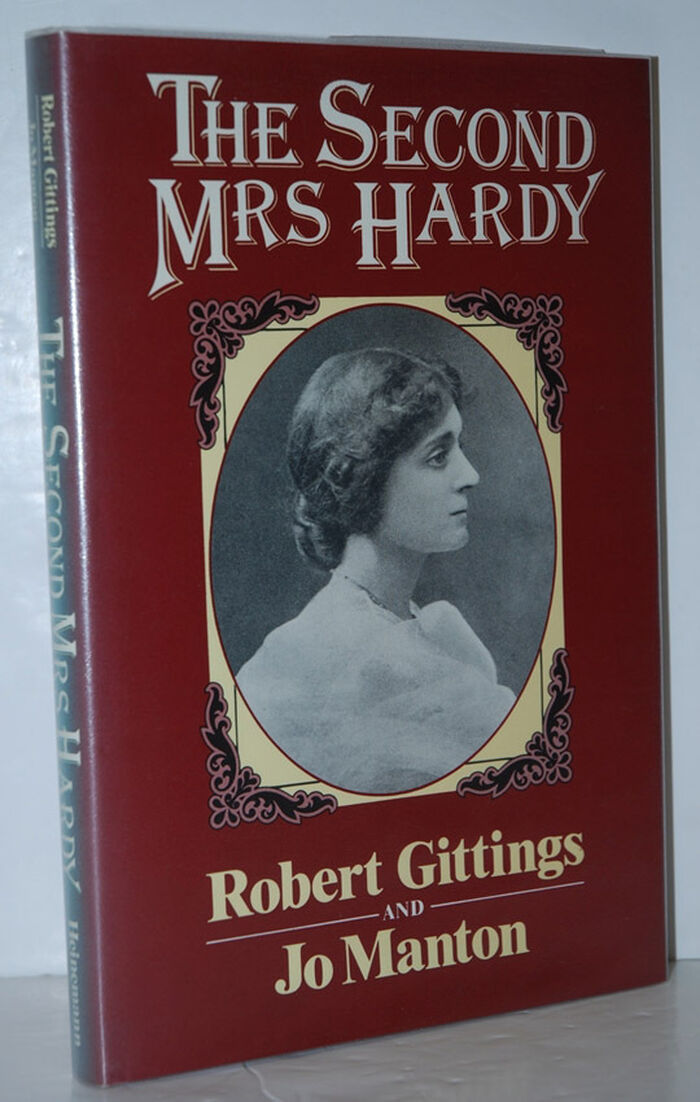 THE SECOND
MRS HARDY
Robert Gittings
AND
Jo Manton
Robert Gittings
Jo Manton
THE SECOND MRS HARDY
Heinemann